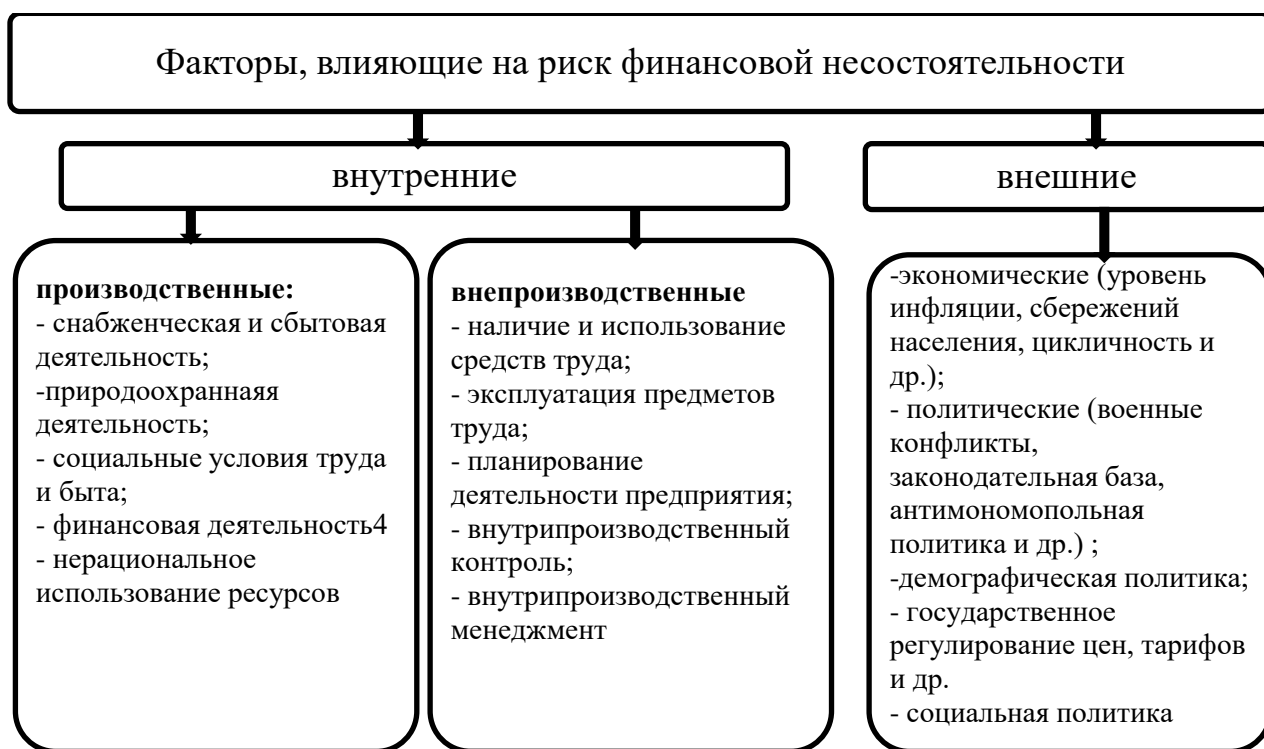 Факторы, влияющие на риск финансовой несостоятельности
внутренние
внешние
производственные:
- снабженческая и сбытовая
деятельность;
-природоохраннаяя
деятельность;
- социальные условия труда
и быта;
- финансовая деятельность4
- нерациональное
использование ресурсов
внепроизводственные
- наличие и использование
средств труда;
- эксплуатация предметов
труда;
- планирование
деятельности предприятия;
- внутрипроизводственный
контроль;
- внутрипроизводственный
менеджмент
-экономические (уровень
инфляции, сбережений
населения, цикличность и
др.);
- политические (военные
конфликты,
законодательная база,
антимономопольная
политика и др.) ;
-демографическая политика;
- государственное
регулирование цен, тарифов
и др.
- социальная политика